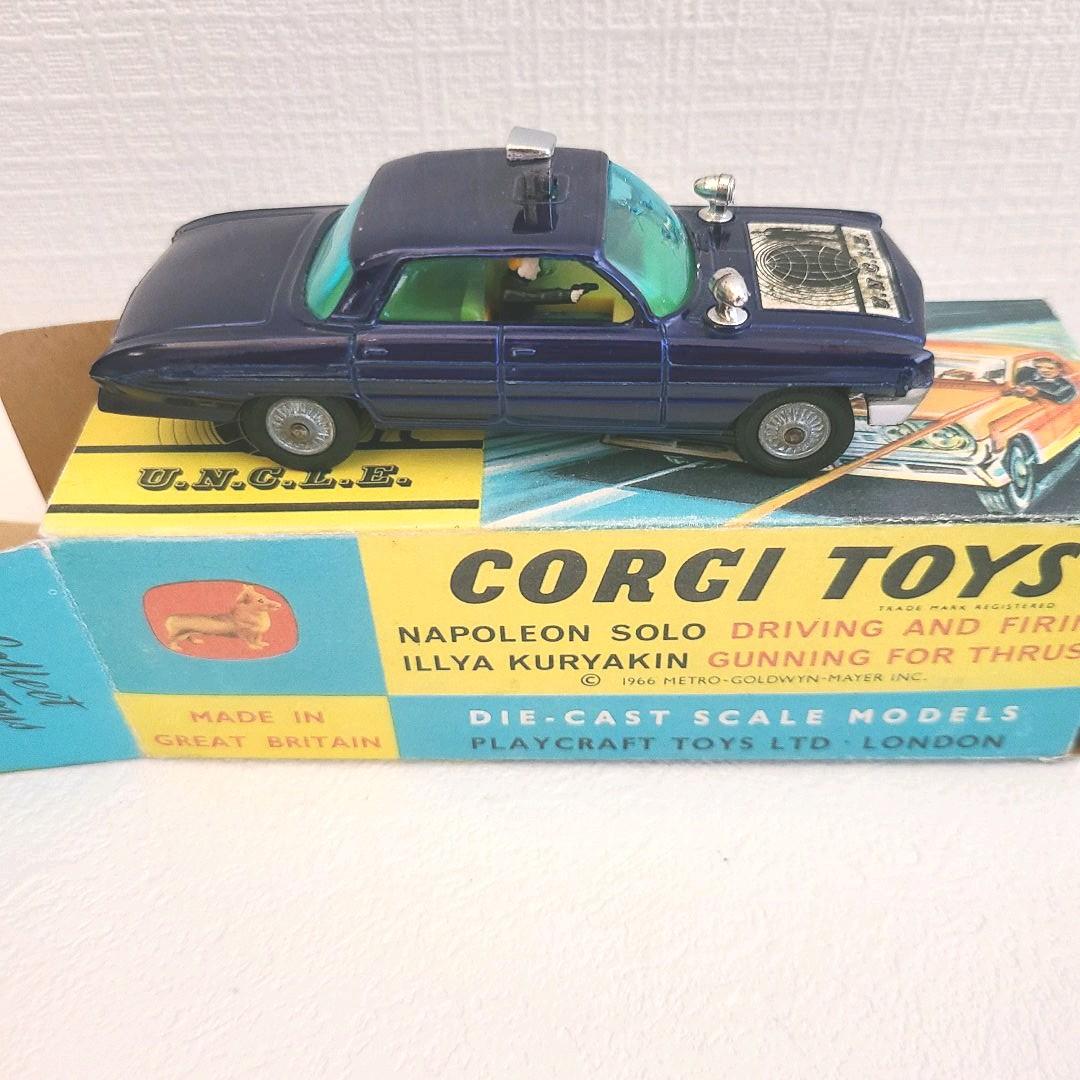 U.N.C.L.E.
U.N.C.L.E.
CORGI TOYS
TRADE MARK REGISTERED
NAPOLEON SOLO DRIVING AND FIRIN
ILLYA KURYAKIN GUNNING FOR THRUS
© 1966 METRO-GOLDWYN-MAYER INC.
MADE IN
GREAT BRITAIN
DIE-CAST SCALE MODELS
PLAYCRAFT TOYS LTD · LONDON